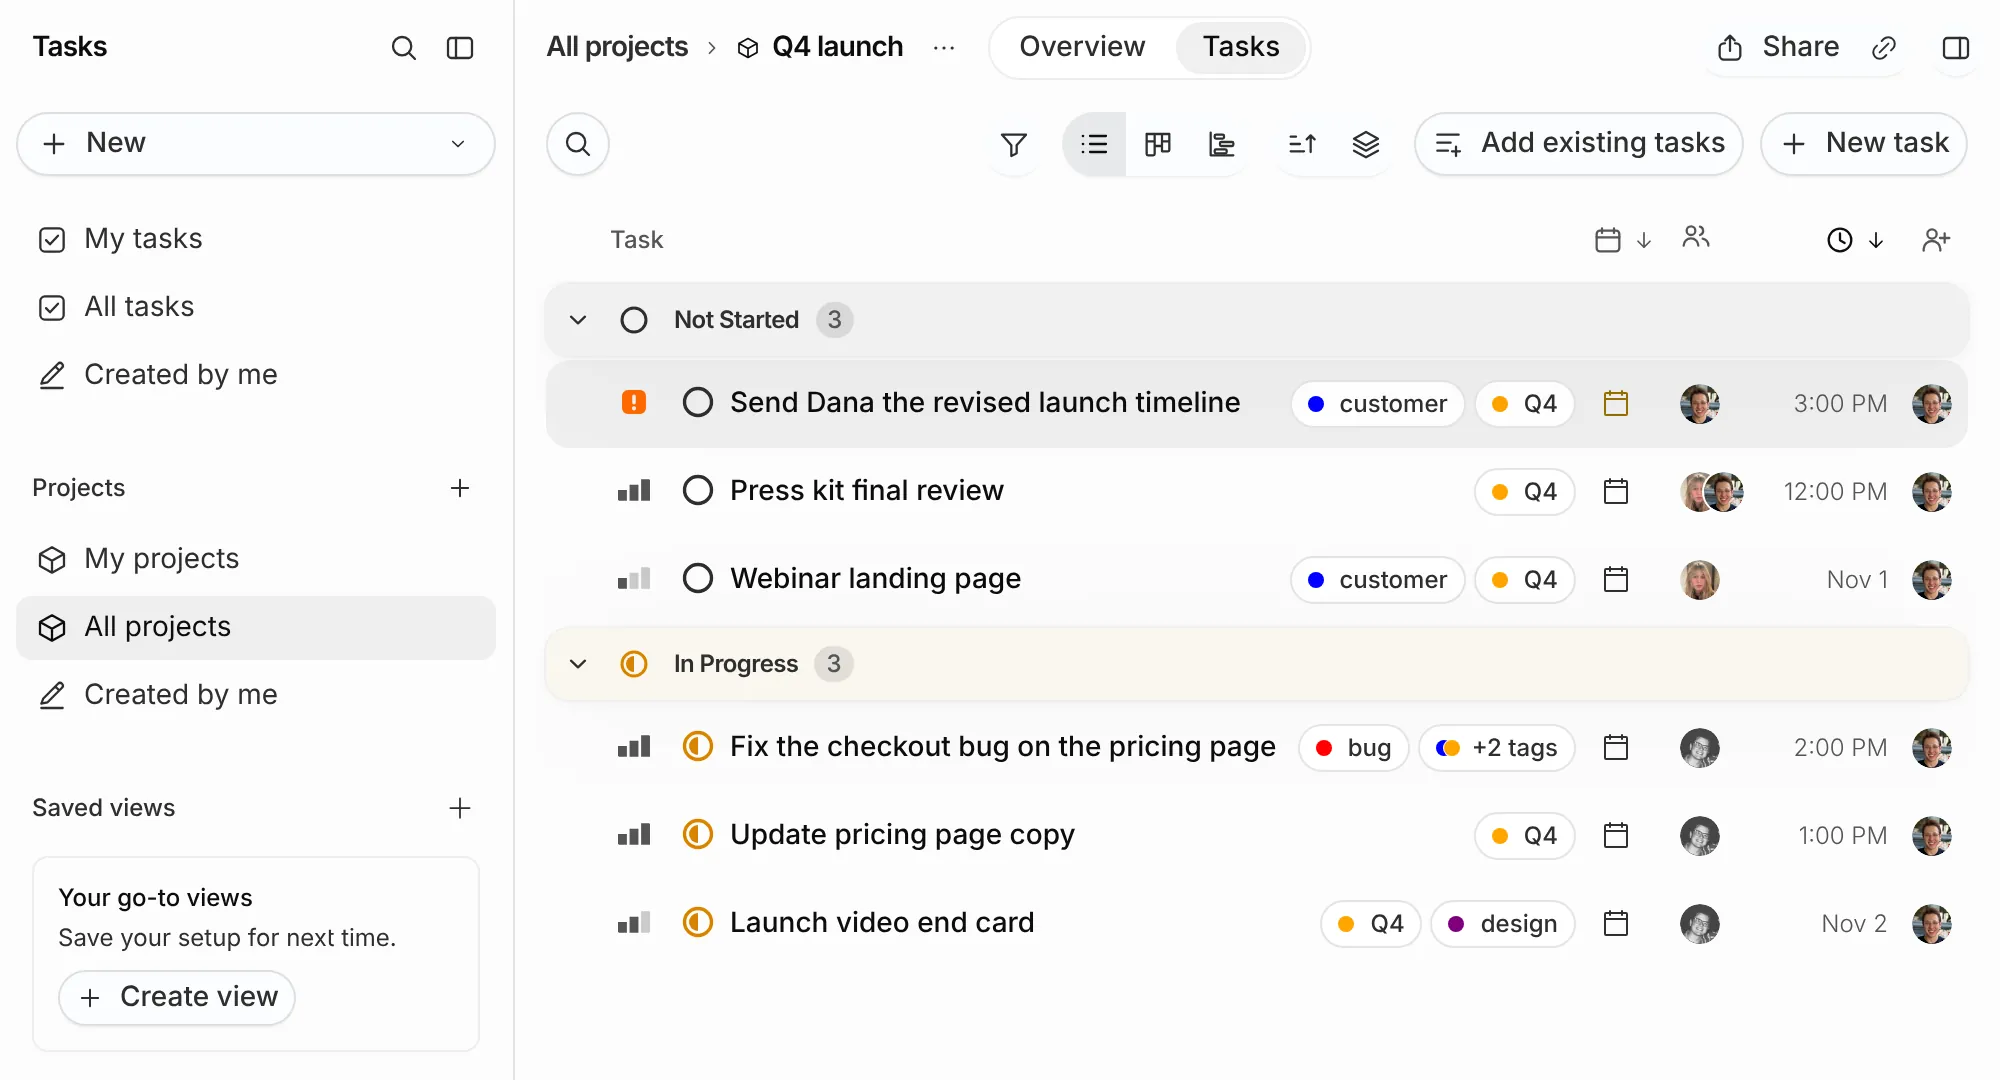 Tasks
New
My tasks
All tasks
Created by me
Projects
My projects
All projects
Created by me
Saved views
Your go-to views
Save your setup for next time.
Create view
All projects › Q4 launch ... Overview Tasks Share
Add existing tasks New task
Task
Not Started 3
Send Dana the revised launch timeline customer Q4 3:00 PM
Press kit final review Q4 12:00 PM
Webinar landing page customer Q4 Nov 1
In Progress 3
Fix the checkout bug on the pricing page bug +2 tags 2:00 PM
Update pricing page copy Q4 1:00 PM
Launch video end card Q4 design Nov 2